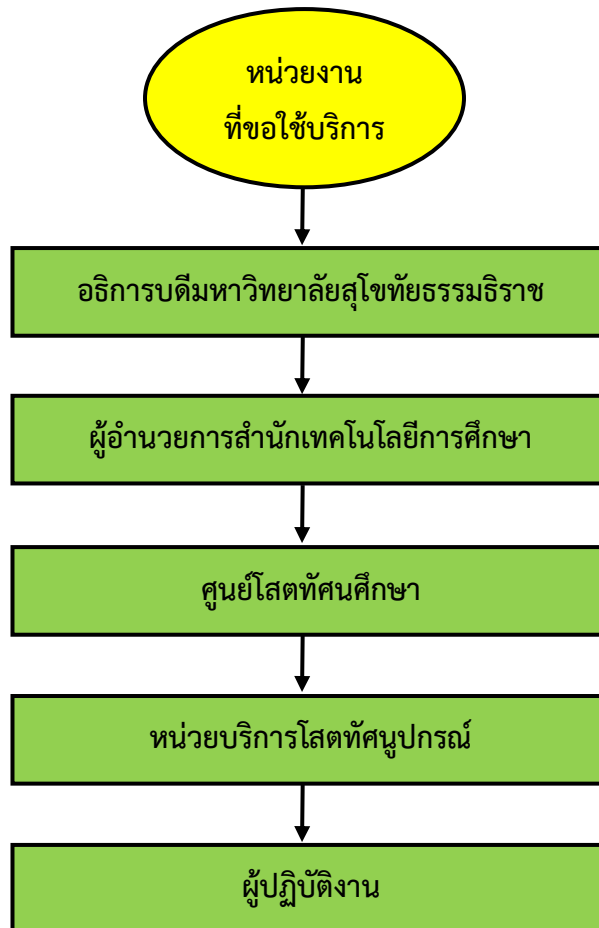 หน่วยงาน
ที่ขอใช้บริการ
อธิการบดีมหาวิทยาลัยสุโขทัยธรรมธิราช
ผู้อำนวยการสำนักเทคโนโลยีการศึกษา
ศูนย์โสตทัศนศึกษา
หน่วยบริการโสตทัศนูปกรณ์
ผู้ปฏิบัติงาน